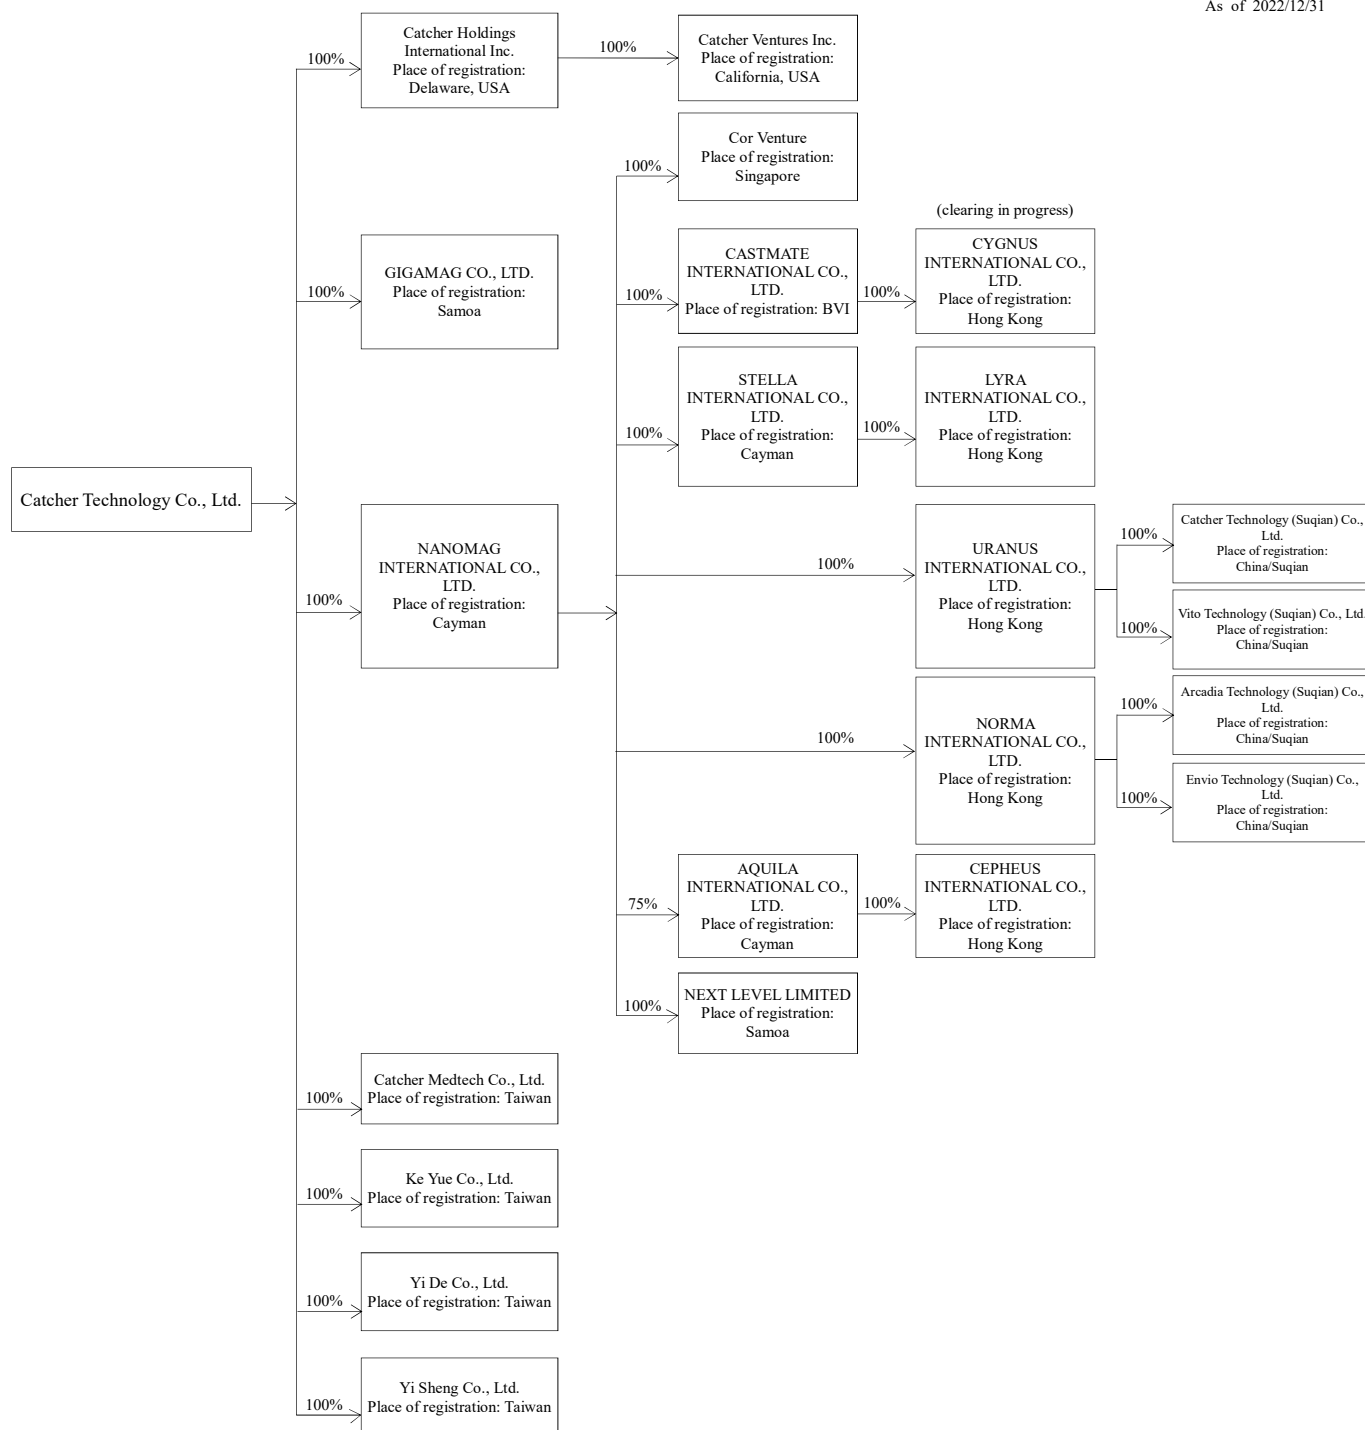 As of 2022/12/31
Catcher Holdings
International Inc.
Place of registration:
Delaware, USA
100%
100%
Catcher Ventures Inc.
Place of registration:
California, USA
Cor Venture
Place of registration:
Singapore
100%
(clearing in progress)
GIGAMAG CO., LTD.
Place of registration:
Samoa
100%
CASTMATE
INTERNATIONAL CO.,
LTD.
Place of registration: BVI
100%
100%
CYGNUS
INTERNATIONAL CO.,
LTD.
Place of registration:
Hong Kong
STELLA
INTERNATIONAL CO.,
LTD.
Place of registration:
Cayman
100%
100%
LYRA
INTERNATIONAL CO.,
LTD.
Place of registration:
Hong Kong
Catcher Technology Co., Ltd.
NANOMAG
INTERNATIONAL CO.,
LTD.
Place of registration:
Cayman
100%
100%
URANUS
INTERNATIONAL CO.,
LTD.
Place of registration:
Hong Kong
100%
Catcher Technology (Suqian) Co.,
Ltd.
Place of registration:
China/Suqian
100%
Vito Technology (Suqian) Co., Ltd.
Place of registration:
China/Suqian
100%
NORMA
INTERNATIONAL CO.,
LTD.
Place of registration:
Hong Kong
100%
Arcadia Technology (Suqian) Co.,
Ltd.
Place of registration:
China/Suqian
100%
Envio Technology (Suqian) Co.,
Ltd.
Place of registration:
China/Suqian
75%
AQUILA
INTERNATIONAL CO.,
LTD.
Place of registration:
Cayman
100%
CEPHEUS
INTERNATIONAL CO.,
LTD.
Place of registration:
Hong Kong
100%
NEXT LEVEL LIMITED
Place of registration:
Samoa
100%
Catcher Medtech Co., Ltd.
Place of registration: Taiwan
100%
Ke Yue Co., Ltd.
Place of registration: Taiwan
100%
Yi De Co., Ltd.
Place of registration: Taiwan
100%
Yi Sheng Co., Ltd.
Place of registration: Taiwan